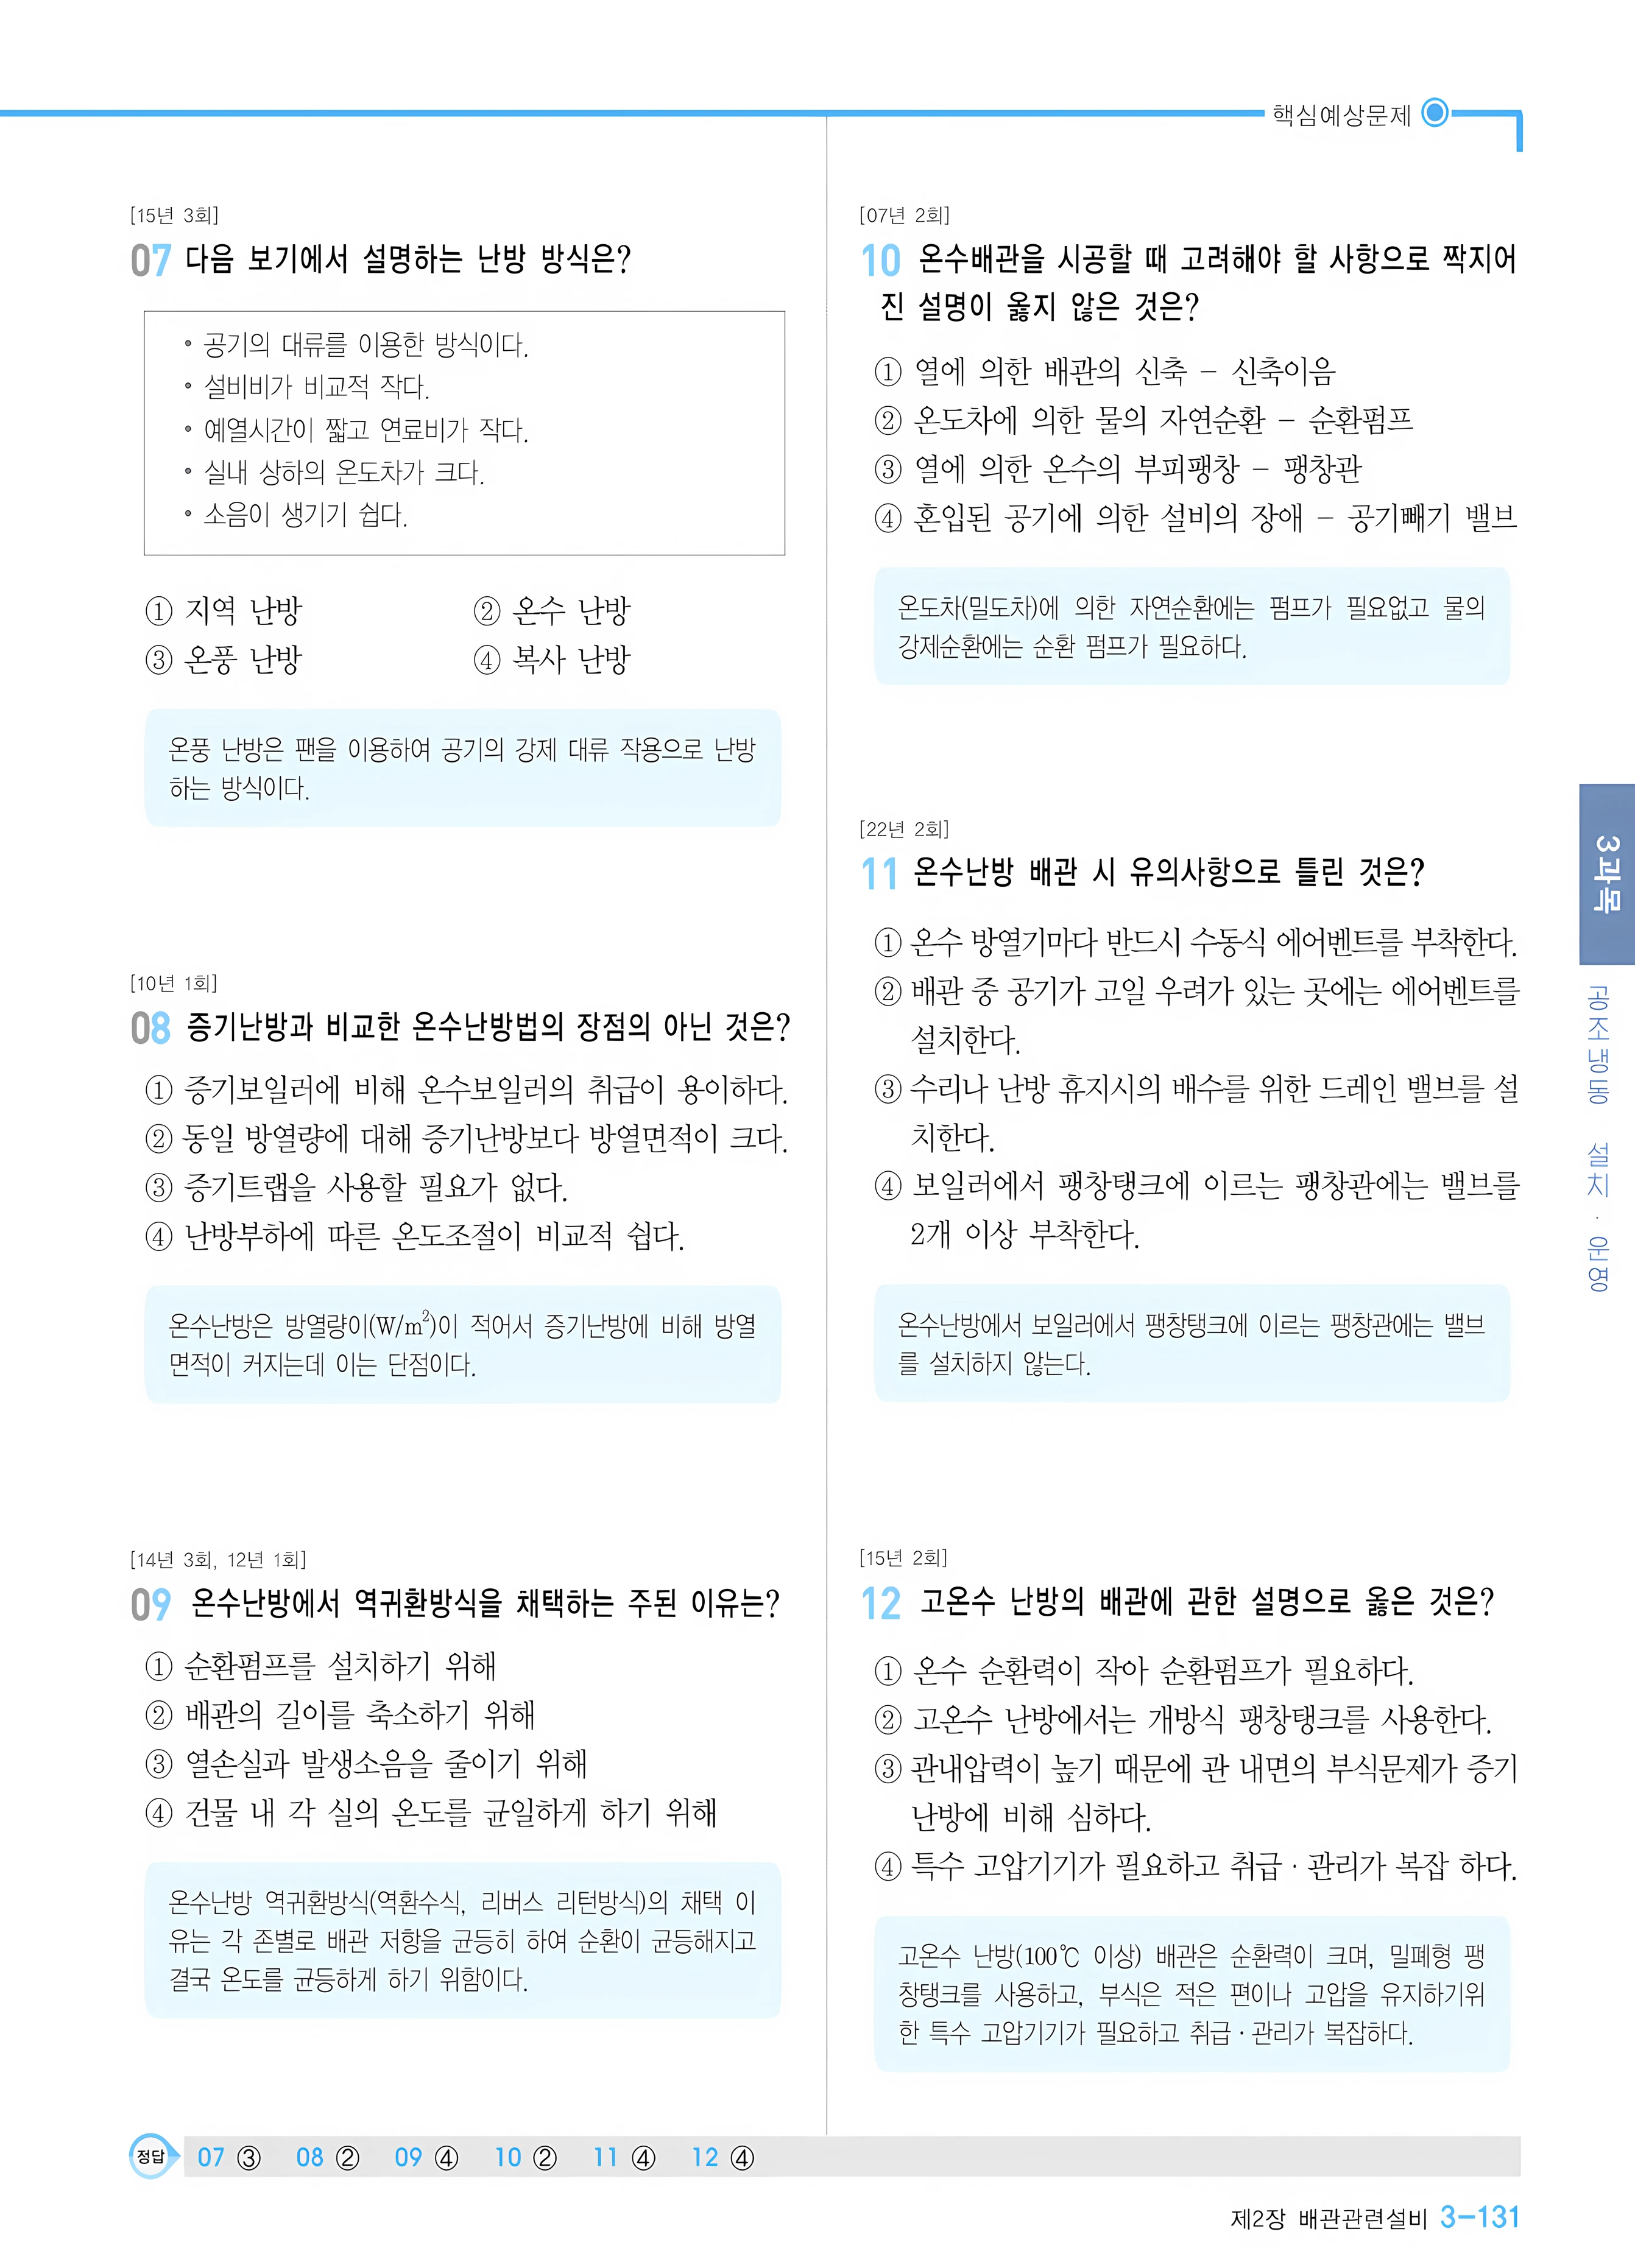 핵심예상문제
[15년 3회]
07 다음 보기에서 설명하는 난방 방식은?
• 공기의 대류를 이용한 방식이다.
• 설비비가 비교적 작다.
• 예열시간이 짧고 연료비가 작다.
• 실내 상하의 온도차가 크다.
• 소음이 생기기 쉽다.
① 지역 난방 ② 온수 난방
③ 온풍 난방 ④ 복사 난방
온풍 난방은 팬을 이용하여 공기의 강제 대류 작용으로 난방
하는 방식이다.
[10년 1회]
08 증기난방과 비교한 온수난방법의 장점의 아닌 것은?
① 증기보일러에 비해 온수보일러의 취급이 용이하다.
② 동일 방열량에 대해 증기난방보다 방열면적이 크다.
③ 증기트랩을 사용할 필요가 없다.
④ 난방부하에 따른 온도조절이 비교적 쉽다.
온수난방은 방열량이(W/m²)이 적어서 증기난방에 비해 방열
면적이 커지는데 이는 단점이다.
[14년 3회, 12년 1회]
09 온수난방에서 역귀환방식을 채택하는 주된 이유는?
① 순환펌프를 설치하기 위해
② 배관의 길이를 축소하기 위해
③ 열손실과 발생소음을 줄이기 위해
④ 건물 내 각 실의 온도를 균일하게 하기 위해
온수난방 역귀환방식(역환수식, 리버스 리턴방식)의 채택 이
유는 각 존별로 배관 저항을 균등히 하여 순환이 균등해지고
결국 온도를 균등하게 하기 위함이다.
[07년 2회]
10 온수배관을 시공할 때 고려해야 할 사항으로 짝지어
진 설명이 옳지 않은 것은?
① 열에 의한 배관의 신축 – 신축이음
② 온도차에 의한 물의 자연순환 – 순환펌프
③ 열에 의한 온수의 부피팽창 – 팽창관
④ 혼입된 공기에 의한 설비의 장애 – 공기빼기 밸브
온도차(밀도차)에 의한 자연순환에는 펌프가 필요없고 물의
강제순환에는 순환 펌프가 필요하다.
[22년 2회]
11 온수난방 배관 시 유의사항으로 틀린 것은?
① 온수 방열기마다 반드시 수동식 에어벤트를 부착한다.
② 배관 중 공기가 고일 우려가 있는 곳에는 에어벤트를
설치한다.
③ 수리나 난방 휴지시의 배수를 위한 드레인 밸브를 설
치한다.
④ 보일러에서 팽창탱크에 이르는 팽창관에는 밸브를
2개 이상 부착한다.
온수난방에서 보일러에서 팽창탱크에 이르는 팽창관에는 밸브
를 설치하지 않는다.
[15년 2회]
12 고온수 난방의 배관에 관한 설명으로 옳은 것은?
① 온수 순환력이 작아 순환펌프가 필요하다.
② 고온수 난방에서는 개방식 팽창탱크를 사용한다.
③ 관내압력이 높기 때문에 관 내면의 부식문제가 증기
난방에 비해 심하다.
④ 특수 고압기기가 필요하고 취급·관리가 복잡 하다.
고온수 난방(100℃ 이상) 배관은 순환력이 크며, 밀폐형 팽
창탱크를 사용하고, 부식은 적은 편이나 고압을 유지하기위
한 특수 고압기기가 필요하고 취급·관리가 복잡하다.
3과목
공조냉동 설치·운영
정답 07 ③ 08 ② 09 ④ 10 ② 11 ④ 12 ④
제2장 배관관련설비 3-131